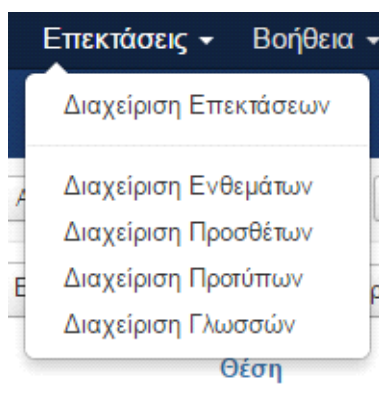 Επεκτάσεις Βοήθεια
Διαχείριση Επεκτάσεων
Διαχείριση Ενθεμάτων
Διαχείριση Προσθέτων
Διαχείριση Προτύπων
Διαχείριση Γλωσσών
Θέση